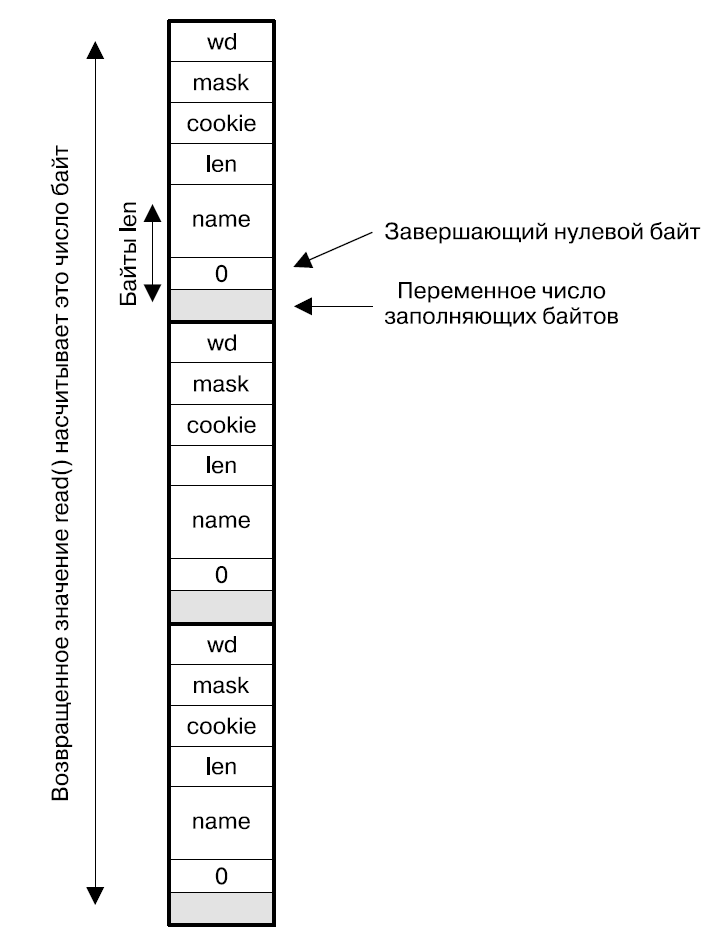 Возвращенное значение read() насчитывает это число байт
Байты len
wd
mask
cookie
len
name
0
Завершающий нулевой байт
Переменное число
заполняющих байтов
wd
mask
cookie
len
name
0
wd
mask
cookie
len
name
0